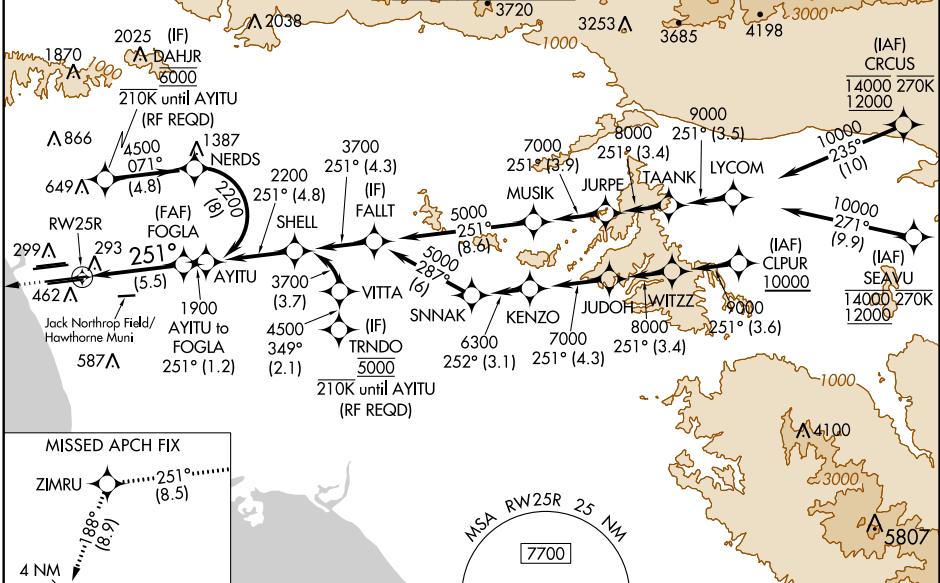 3720
2038
3253
3685
4198
3000
1000
(IF)
2025
DAHJR
6000
1870
1000
210K until AYITU
(RF REQD)
(IAF)
CRCUS
14000 270K
12000
866
1387
NERDS
4500
071°
(4.8)
649
2200
(8)
3700
251° (4.3)
7000
251° (3.9)
8000
251° (3.4)
9000
251° (3.5)
10000
235°
(10)
2200
251° (4.8)
(IF)
FALLT
MUSIK
JURPE
TAANK
LYCOM
(FAF)
FOGLA
SHELL
RW25R
299
293
251°
(5.5)
AYITU
5000
251°
(8.6)
10000
271°
(9.9)
462
3700
(3.7)
VITTA
5000
287°
(6)
(IAF)
CLPUR
10000
(IAF)
SEAVU
14000 270K
12000
Jack Northrop Field/
Hawthorne Muni
1900
AYITU to
FOGLA
251° (1.2)
SNNAK
KENZO
JUDOH
WITZZ
587
4500
349°
(2.1)
(IF)
TRNDO
5000
210K until AYITU
(RF REQD)
6300
252° (3.1)
7000
251° (4.3)
8000
251° (3.4)
9000
251° (3.6)
1000
4100
3000
5807
MISSED APCH FIX
ZIMRU
251°
(8.5)
188°
(8.9)
4 NM
MSA RW25R 25 NM
7700